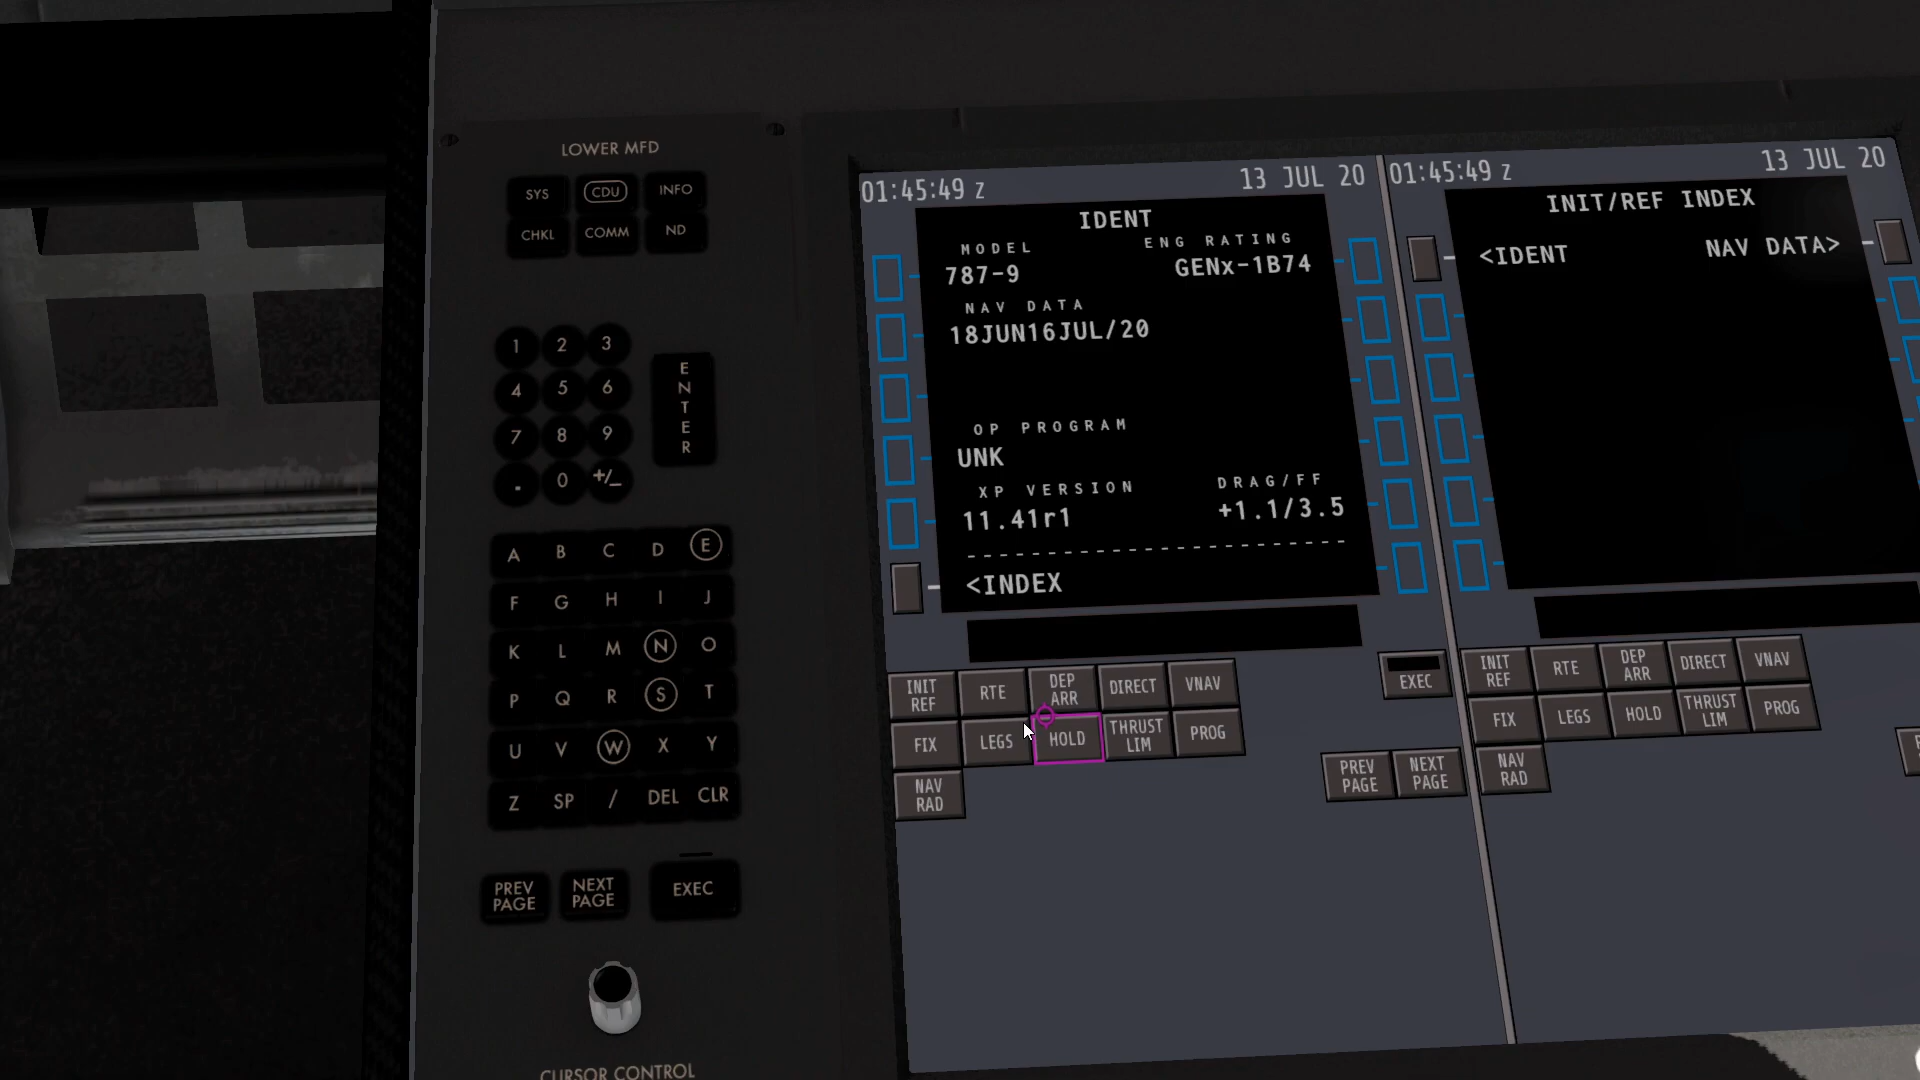 LOWER MFD
SYS CDU INFO
CHKL COMM ND
1 2 3
4 5 6
7 8 9
. 0 +/_
ENTER
A B C D E
F G H I J
K L M N O
P Q R S T
U V W X Y
Z SP / DEL CLR
PREV PAGE
NEXT PAGE
EXEC
CURSOR CONTROL
01:45:49 z 13 JUL 20
IDENT
MODEL ENG RATING
787-9 GENx-1B74
NAV DATA
18JUN16JUL/20
OP PROGRAM
UNK
XP VERSION DRAG/FF
11.41r1 +1.1/3.5
------------------------
<INDEX
INIT REF
RTE
DEP ARR
DIRECT
VNAV
FIX
LEGS
HOLD
THRUST LIM
PROG
NAV RAD
EXEC
PREV PAGE
NEXT PAGE
01:45:49 z 13 JUL 20
INIT/REF INDEX
<IDENT NAV DATA>
INIT REF
RTE
DEP ARR
DIRECT
VNAV
FIX
LEGS
HOLD
THRUST LIM
PROG
NAV RAD